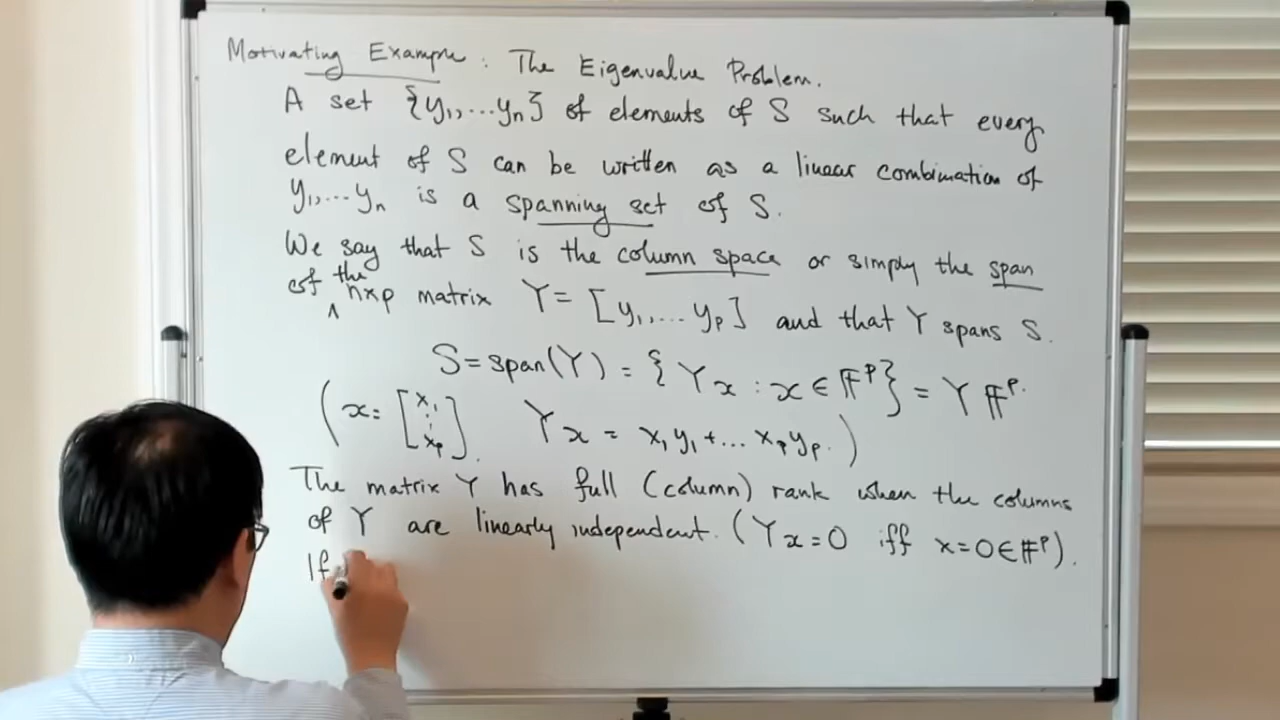 Motivating Example : The Eigenvalue Problem.
A set {y₁,...yₙ} of elements of S such that every
element of S can be written as a linear combination of
y₁,...yₙ is a spanning set of S.
We say that S is the column space or simply the span
of the n×p matrix Y = [y₁,...yₚ] and that Y spans S.
S = span(Y) = {Yx : x ∈ 𝔽ᵖ} = Y𝔽ᵖ.
(x = [x₁ ⋮ xₚ]. Yx = x₁y₁+...xₚyₚ.)
The matrix Y has full (column) rank when the columns
of Y are linearly independent. (Yx=0 iff x=0∈𝔽ᵖ).
If